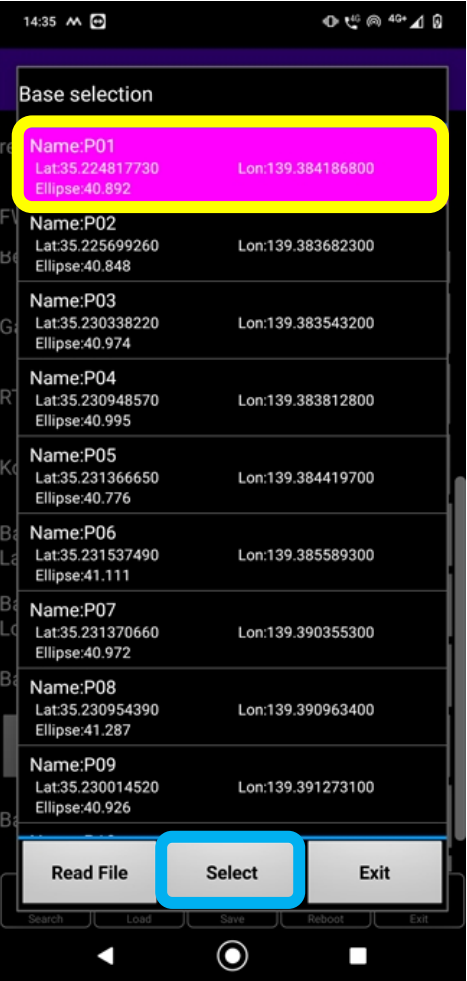 14:35
4G
4G+
Base selection
Name:P01
Lat:35.224817730 Lon:139.384186800
Ellipse:40.892
Name:P02
Lat:35.225699260 Lon:139.383682300
Ellipse:40.848
Name:P03
Lat:35.230338220 Lon:139.383543200
Ellipse:40.974
Name:P04
Lat:35.230948570 Lon:139.383812800
Ellipse:40.995
Name:P05
Lat:35.231366650 Lon:139.384419700
Ellipse:40.776
Name:P06
Lat:35.231537490 Lon:139.385589300
Ellipse:41.111
Name:P07
Lat:35.231370660 Lon:139.390355300
Ellipse:40.972
Name:P08
Lat:35.230954390 Lon:139.390963400
Ellipse:41.287
Name:P09
Lat:35.230014520 Lon:139.391273100
Ellipse:40.926
Read File Select Exit
Search Load Save Reboot Exit